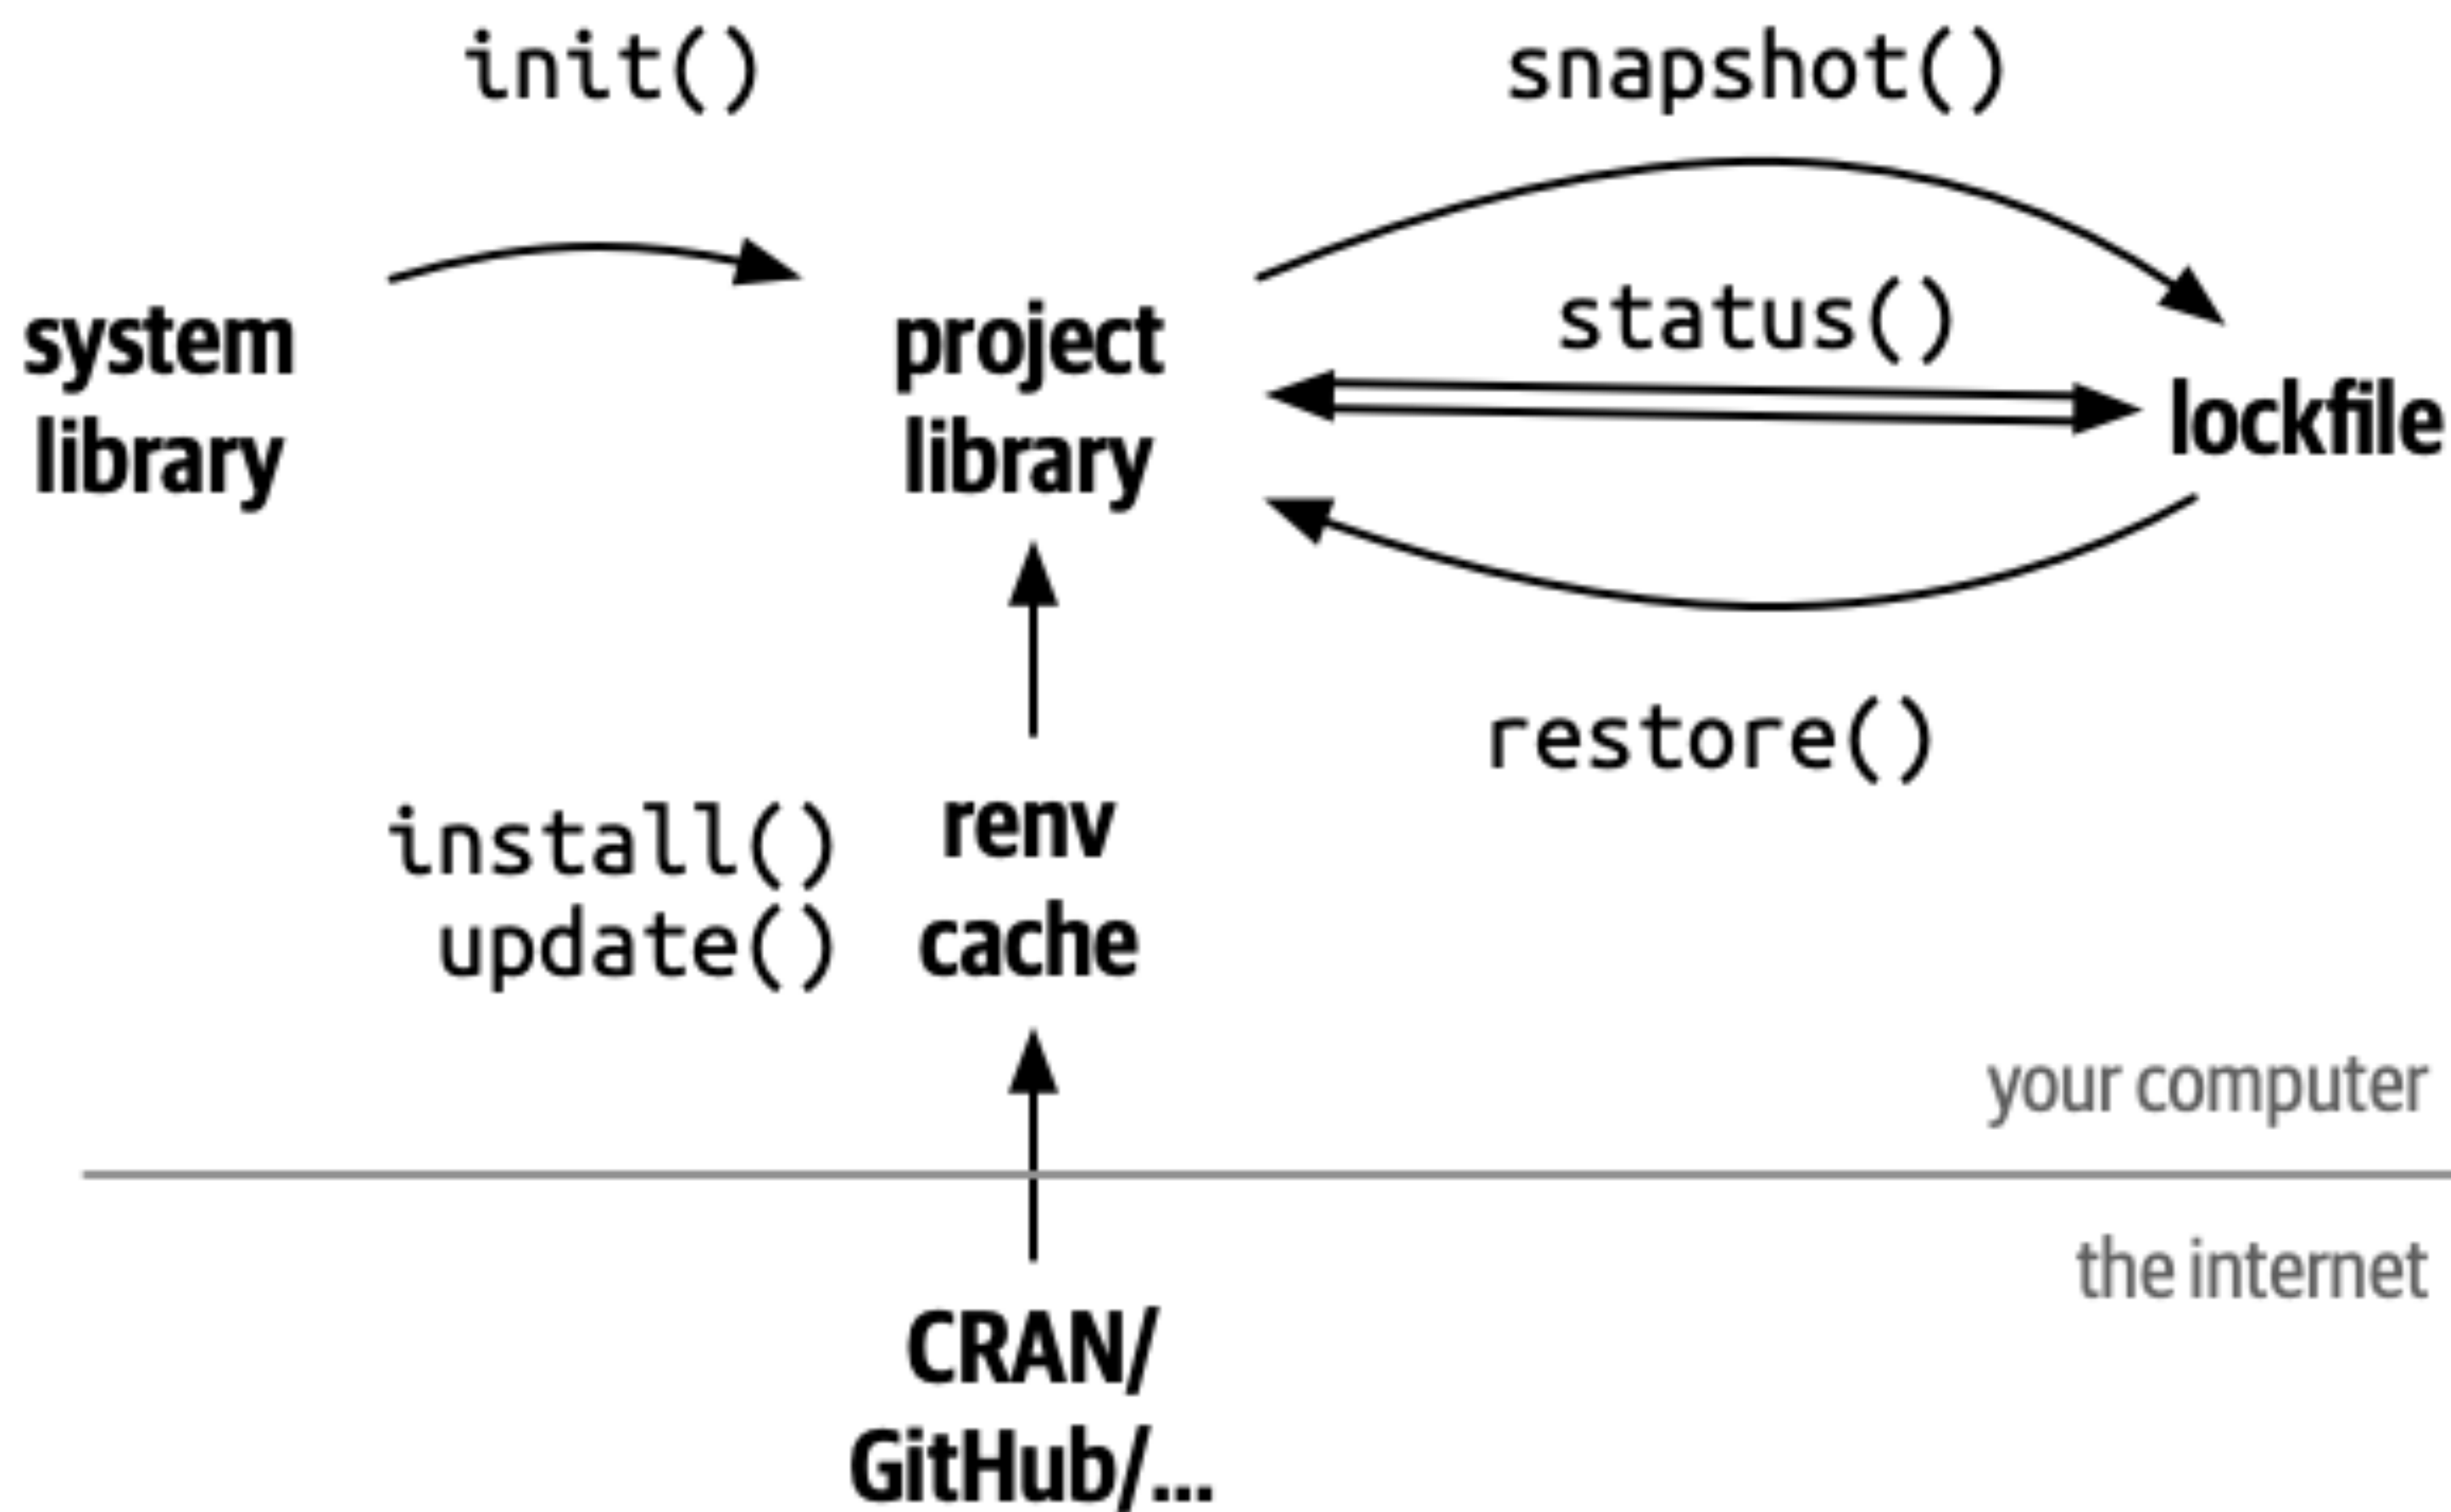 init()
snapshot()
status()
system
library
project
library
lockfile
restore()
install()
update()
renv
cache
your computer
the internet
CRAN/
GitHub/...